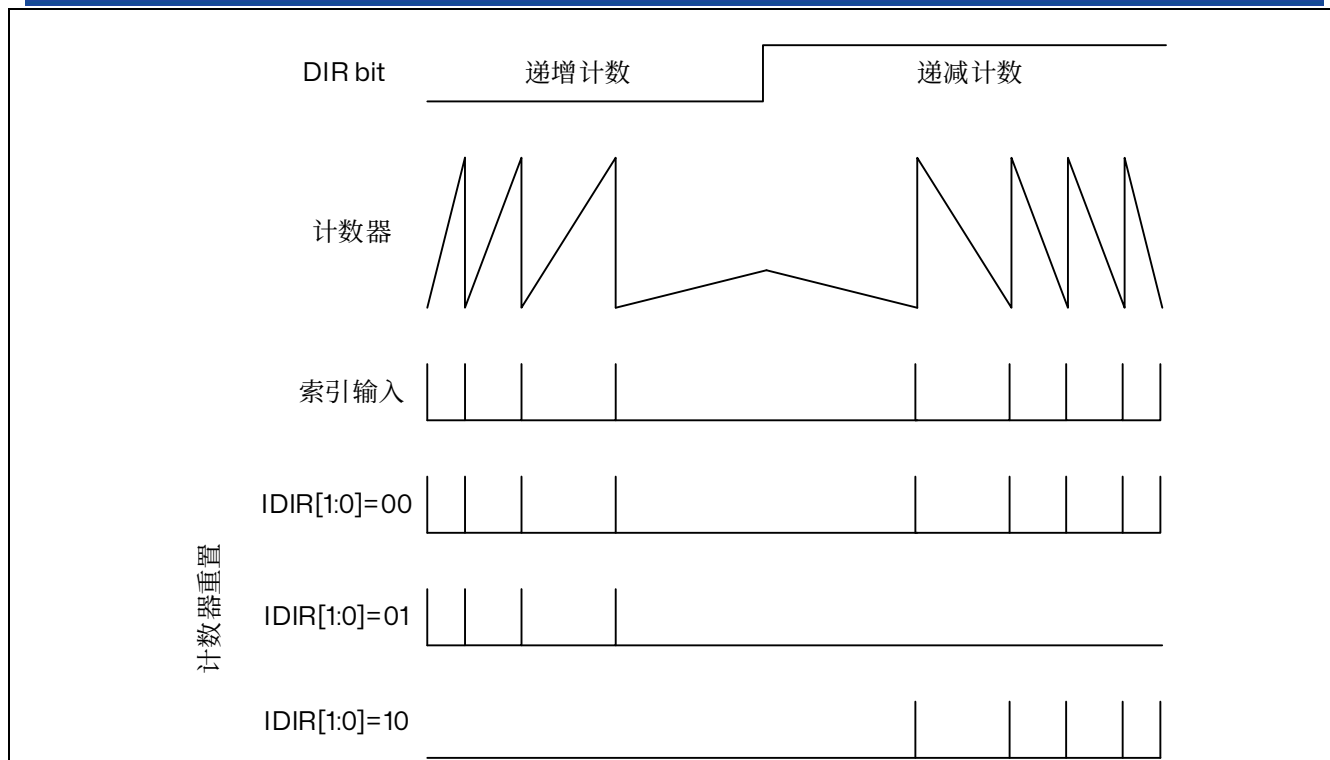 DIR bit
递增计数
递减计数
计数器
索引输入
IDIR[1:0]=00
计数器重置
IDIR[1:0]=01
IDIR[1:0]=10